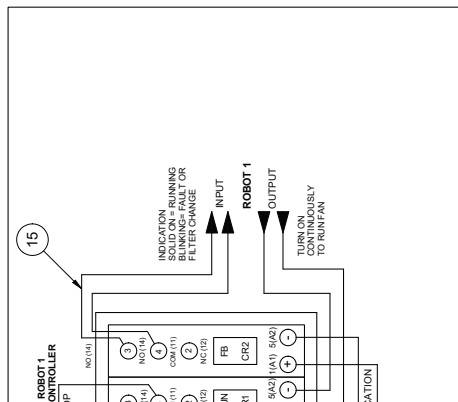 15
INDICATION
SOLID ON = RUNNING
BLINKING= FAULT OR
FILTER CHANGE
INPUT
ROBOT 1
OUTPUT
TURN ON
CONTINUOUSLY
TO RUN FAN
ROBOT 1
NO (14)
3
NO (14)
4
COM (11)
2
NC (12)
FB
CR2
1(A1)
5(A2)
+
-
5(A2)
-